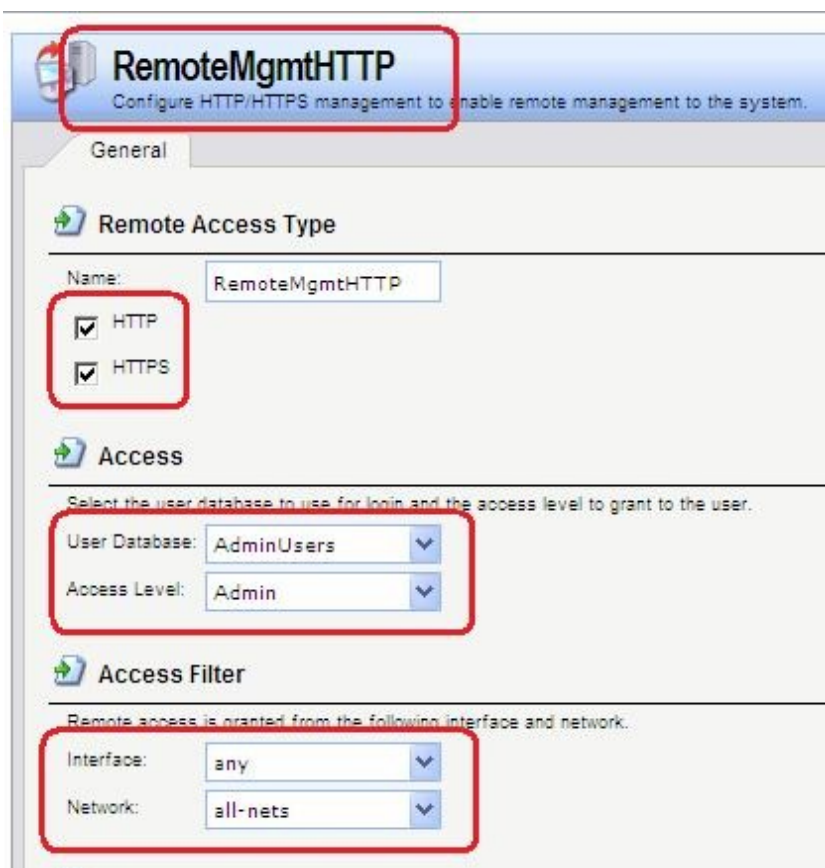 RemoteMgmtHTTP
Configure HTTP/HTTPS management to enable remote management to the system.
General
Remote Access Type
Name: RemoteMgmtHTTP
HTTP
HTTPS
Access
Select the user database to use for login and the access level to grant to the user.
User Database: AdminUsers
Access Level: Admin
Access Filter
Remote access is granted from the following interface and network.
Interface: any
Network: all-nets